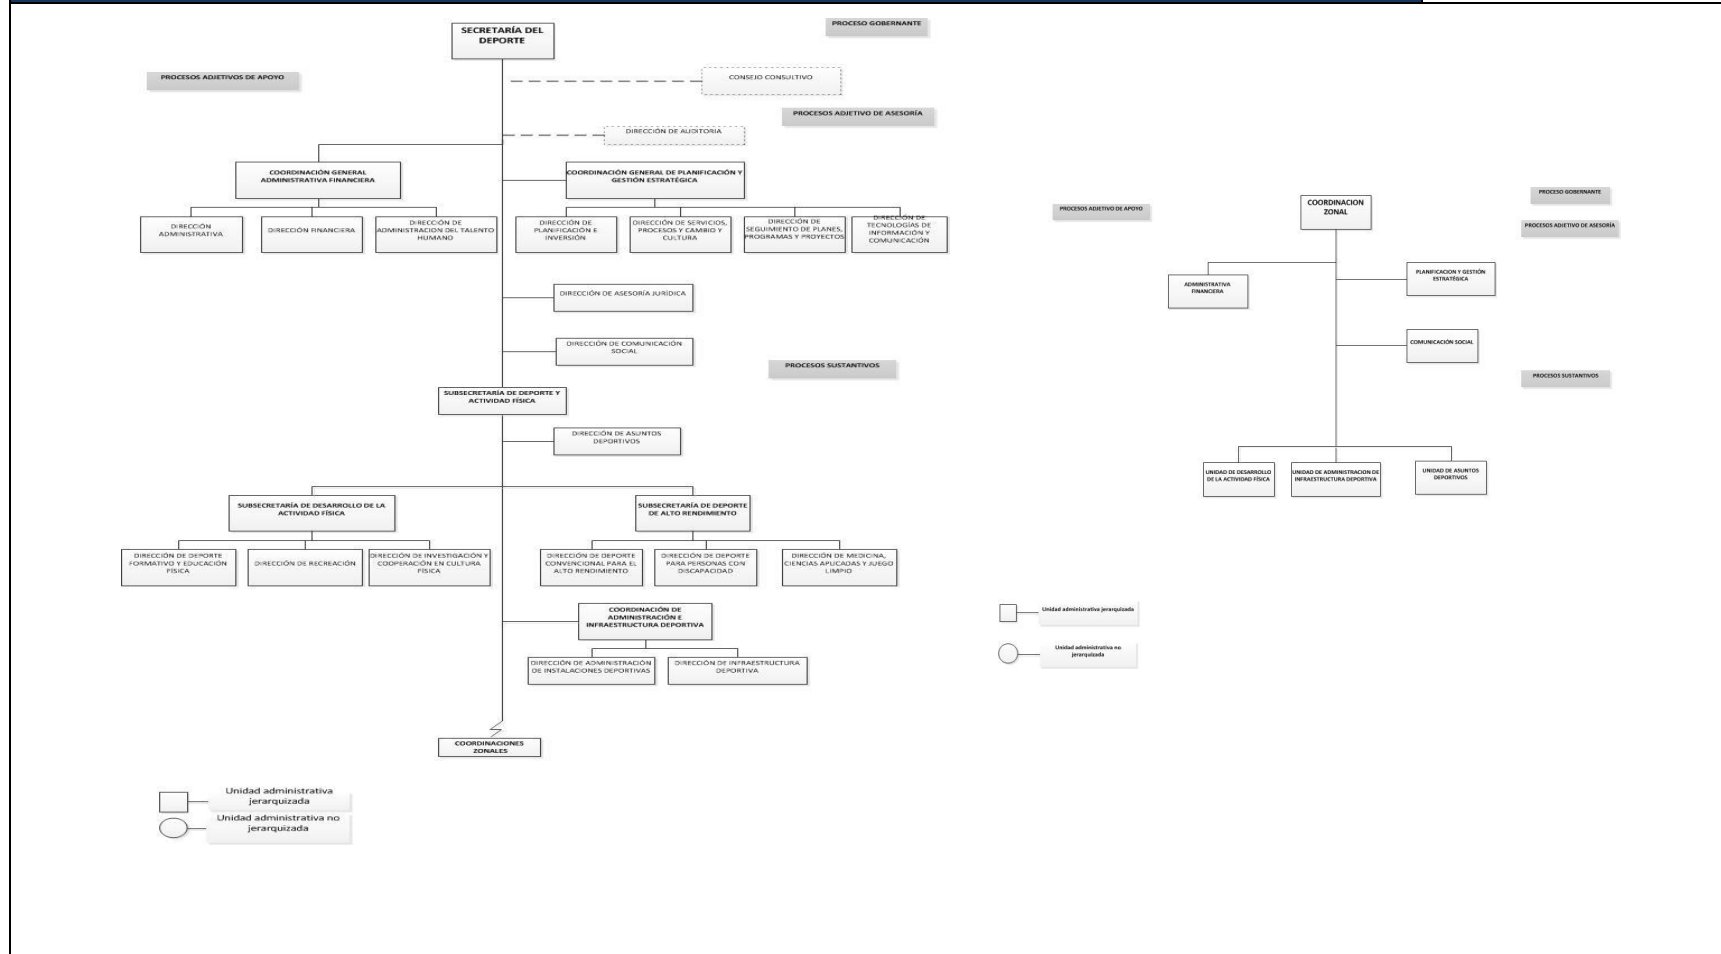 SECRETARÍA DEL
DEPORTE
PROCESO GOBERNANTE
PROCESOS ADJETIVOS DE APOYO
CONSEJO CONSULTIVO
PROCESOS ADJETIVO DE ASESORÍA
DIRECCIÓN DE AUDITORIA
COORDINACIÓN GENERAL
ADMINISTRATIVA FINANCIERA
COORDINACIÓN GENERAL DE PLANIFICACIÓN Y
GESTIÓN ESTRATÉGICA
DIRECCIÓN
ADMINISTRATIVA
DIRECCIÓN FINANCIERA
DIRECCIÓN DE
ADMINISTRACION DEL TALENTO
HUMANO
DIRECCIÓN DE
PLANIFICACIÓN E
INVERSIÓN
DIRECCIÓN DE SERVICIOS,
PROCESOS Y CAMBIO Y
CULTURA
DIRECCIÓN DE
SEGUIMIENTO DE PLANES,
PROGRAMAS Y PROYECTOS
DIRECCIÓN DE
TECNOLOGÍAS DE
INFORMACIÓN Y
COMUNICACIÓN
DIRECCIÓN DE ASESORÍA JURÍDICA
DIRECCIÓN DE COMUNICACIÓN
SOCIAL
PROCESOS SUSTANTIVOS
SUBSECRETARÍA DE DEPORTE Y
ACTIVIDAD FÍSICA
DIRECCIÓN DE ASUNTOS
DEPORTIVOS
SUBSECRETARÍA DE DESARROLLO DE LA
ACTIVIDAD FÍSICA
SUBSECRETARÍA DE DEPORTE
DE ALTO RENDIMIENTO
DIRECCIÓN DE DEPORTE
FORMATIVO Y EDUCACIÓN
FÍSICA
DIRECCIÓN DE RECREACIÓN
DIRECCIÓN DE INVESTIGACIÓN Y
COOPERACIÓN EN CULTURA
FÍSICA
DIRECCIÓN DE DEPORTE
CONVENCIONAL PARA EL
ALTO RENDIMIENTO
DIRECCIÓN DE DEPORTE
PARA PERSONAS CON
DISCAPACIDAD
DIRECCIÓN DE MEDICINA,
CIENCIAS APLICADAS Y JUEGO
LIMPIO
COORDINACIÓN DE
ADMINISTRACIÓN E
INFRAESTRUCTURA DEPORTIVA
DIRECCIÓN DE ADMINISTRACIÓN
DE INSTALACIONES DEPORTIVAS
DIRECCIÓN DE INFRAESTRUCTURA
DEPORTIVA
COORDINACIONES
ZONALES
Unidad administrativa
jerarquizada
Unidad administrativa no
jerarquizada
COORDINACION
ZONAL
PROCESO GOBERNANTE
PROCESOS ADJETIVO DE APOYO
PROCESOS ADJETIVO DE ASESORÍA
ADMINISTRATIVA
FINANCIERA
PLANIFICACION Y GESTIÓN
ESTRATÉGICA
COMUNICACIÓN SOCIAL
PROCESOS SUSTANTIVOS
UNIDAD DE DESARROLLO
DE LA ACTIVIDAD FÍSICA
UNIDAD DE ADMINISTRACION DE
INFRAESTRUCTURA DEPORTIVA
UNIDAD DE ASUNTOS
DEPORTIVOS
Unidad administrativa jerarquizada
Unidad administrativa no
jerarquizada